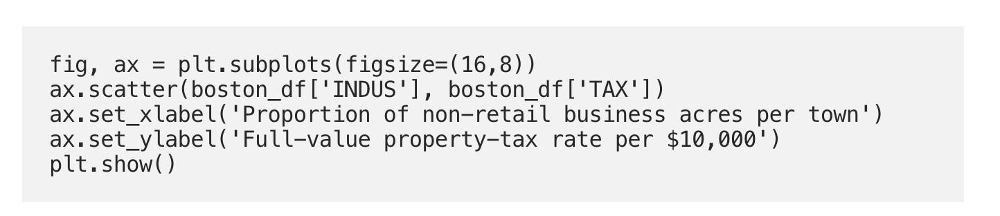 fig, ax = plt.subplots(figsize=(16,8))
ax.scatter(boston_df['INDUS'], boston_df['TAX'])
ax.set_xlabel('Proportion of non-retail business acres per town')
ax.set_ylabel('Full-value property-tax rate per $10,000')
plt.show()